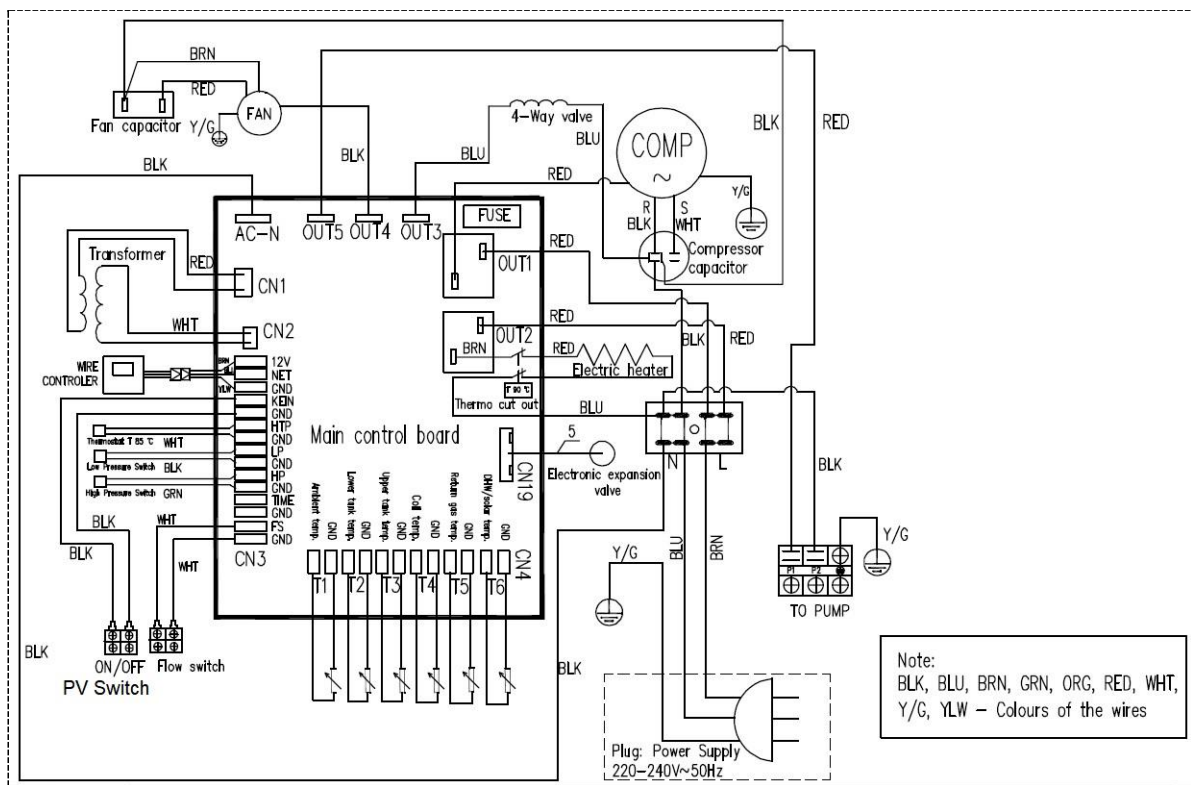 BRN
RED
Fan capacitor
Y/G
FAN
BLK
BLK
4-Way valve
BLU
BLU
COMP
~
BLK
RED
RED
Y/G
R
S
BLK
WHT
Compressor
capacitor
AC-N
OUT5
OUT4
OUT3
FUSE
OUT1
RED
Transformer
RED
CN1
WHT
CN2
OUT2
RED
BLK
RED
BRN
RED
Electric heater
T 90 ℃
Thermo cut out
BLU
WIRE
CONTROLER
BRN
BLU
YLW
12V
NET
GND
KEIN
GND
HTP
GND
LP
GND
HP
GND
TIME
GND
FS
GND
CN3
Thermostat T 85 ℃
WHT
Low Pressure Switch
BLK
High Pressure Switch
GRN
Main control board
CN19
5
Electronic expansion
valve
N
L
BLK
Ambient temp.
GND
Lower tank temp.
GND
Upper tank temp.
GND
Coil temp.
GND
Return gas temp.
GND
DHW/solar temp.
GND
CN4
T1
T2
T3
T4
T5
T6
BLK
BLK
WHT
WHT
ON/OFF
Flow switch
PV Switch
BLK
BLK
Y/G
BLU
BRN
P1
P2
Y/G
TO PUMP
Plug: Power Supply
220-240V~50Hz
Note:
BLK, BLU, BRN, GRN, ORG, RED, WHT,
Y/G, YLW - Colours of the wires